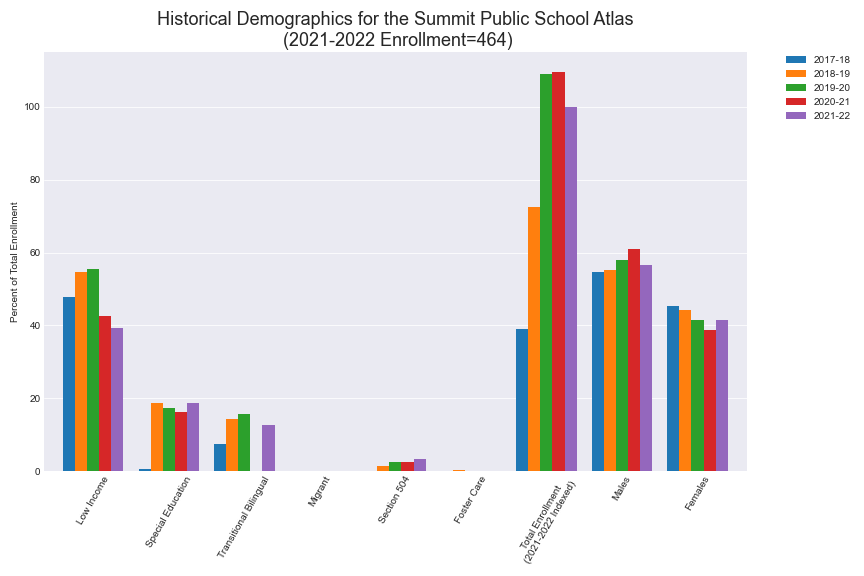 Historical Demographics for the Summit Public School Atlas
(2021-2022 Enrollment=464)
2017-18
2018-19
2019-20
2020-21
2021-22
Percent of Total Enrollment
100
80
60
40
20
0
Low Income
Special Education
Transitional Bilingual
Migrant
Section 504
Foster Care
Total Enrollment
(2021-2022 Indexed)
Males
Females